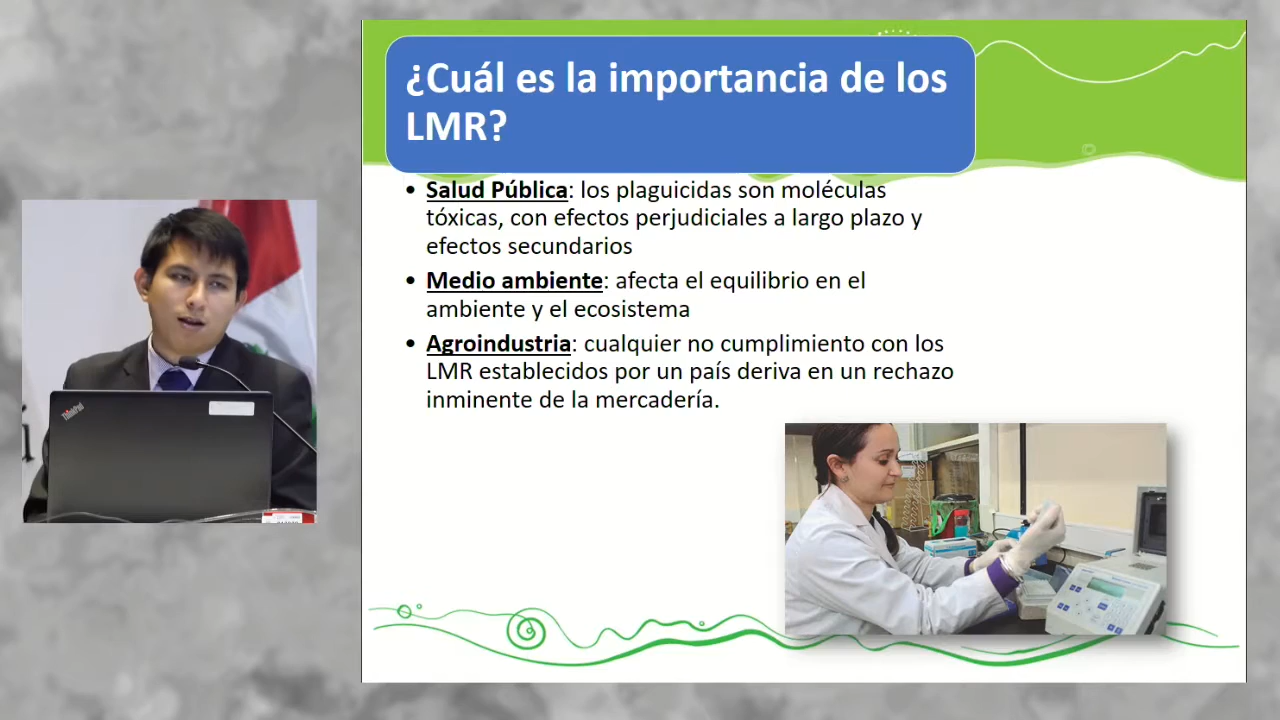 ¿Cuál es la importancia de los
LMR?
• Salud Pública: los plaguicidas son moléculas
tóxicas, con efectos perjudiciales a largo plazo y
efectos secundarios
• Medio ambiente: afecta el equilibrio en el
ambiente y el ecosistema
• Agroindustria: cualquier no cumplimiento con los
LMR establecidos por un país deriva en un rechazo
inminente de la mercadería.
ThinkPad